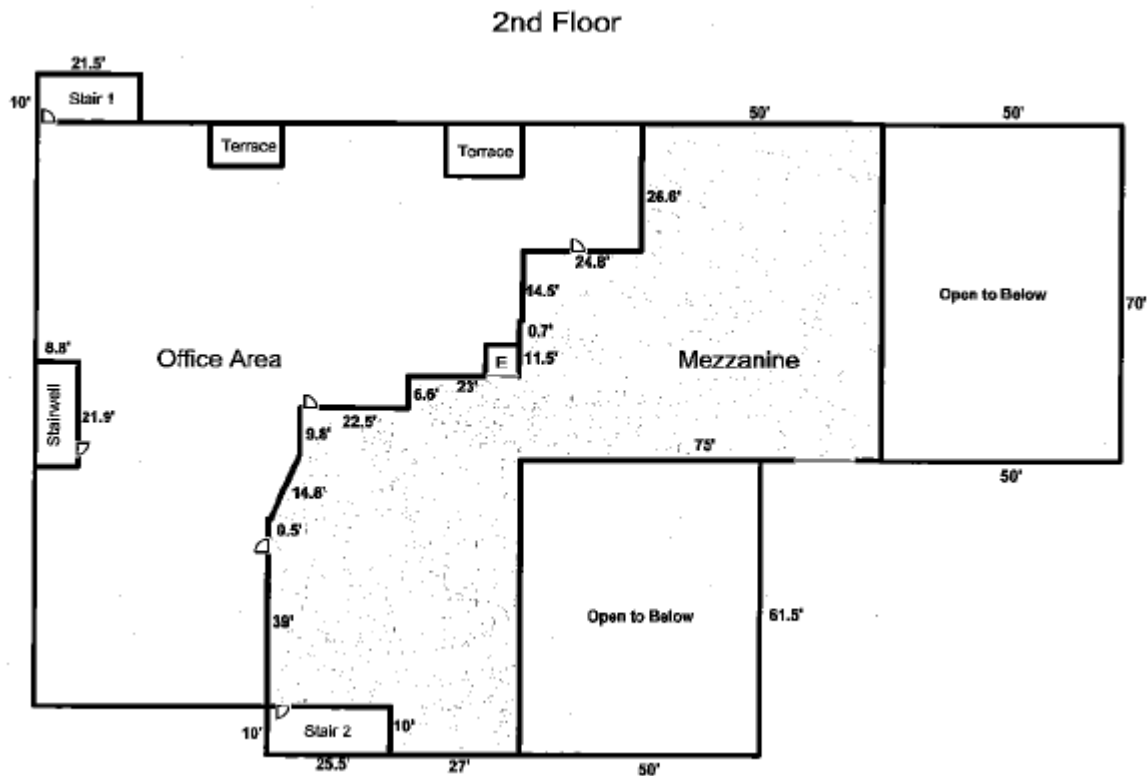 2nd Floor
21.5'
10'
Stair 1
50'
50'
Terrace
Terrace
26.6'
24.8'
14.5'
Open to Below
70'
0.7'
8.8'
Office Area
E
11.5'
Mezzanine
23'
6.6'
Stairwell
21.9'
22.5'
9.8'
75'
50'
14.8'
0.5'
Open to Below
61.5'
39'
10'
Stair 2
10'
25.5'
27'
50'